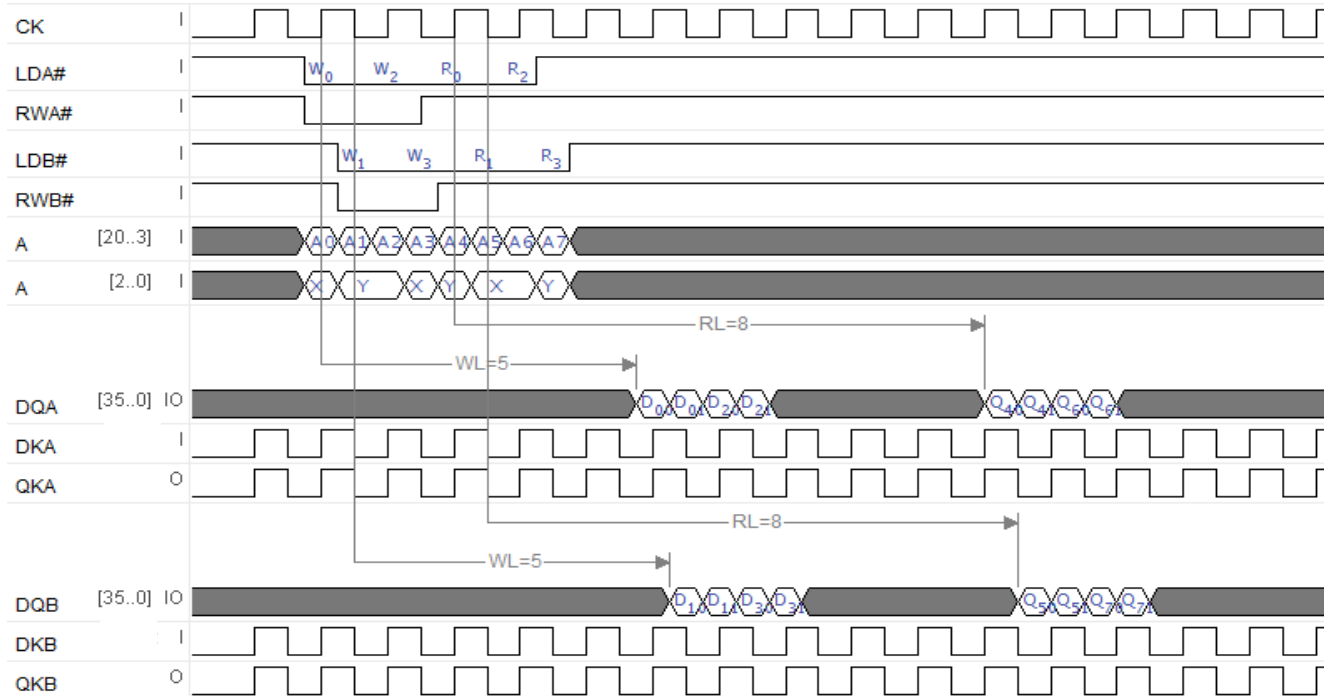 CK I
LDA# I W0 W2 R0 R2
RWA# I
LDB# I W1 W3 R1 R3
RWB# I
A [20..3] I A0 A1 A2 A3 A4 A5 A6 A7
A [2..0] I X Y X Y X Y
RL=8
WL=5
DQA [35..0] IO D00 D01 D20 D21 Q40 Q41 Q60 Q61
DKA I
QKA O
RL=8
WL=5
DQB [35..0] IO D10 D11 D30 D31 Q50 Q51 Q70 Q71
DKB I
QKB O